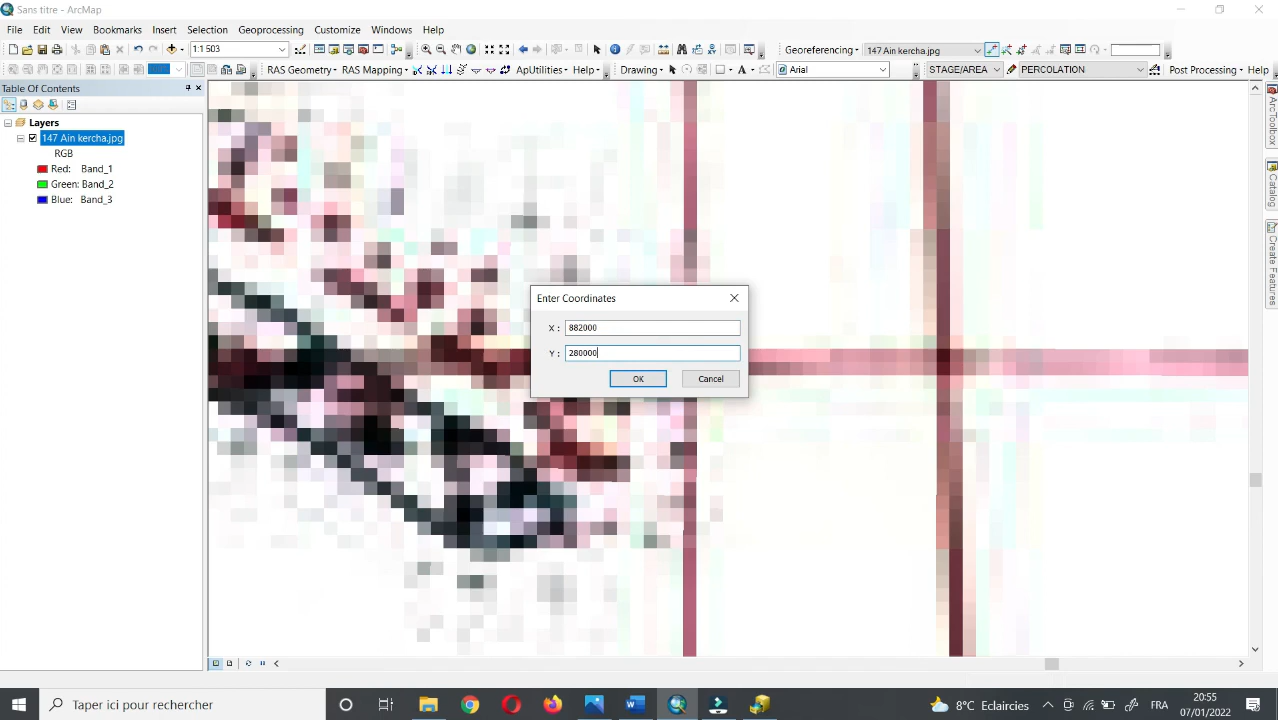 Sans titre - ArcMap
File Edit View Bookmarks Insert Selection Geoprocessing Customize Windows Help
1:1 503
Georeferencing
147 Ain kercha.jpg
RAS Geometry
RAS Mapping
ApUtilities
Help
Drawing
A
Arial
STAGE/AREA
PERCOLATION
Post Processing
Help
Table Of Contents
Layers
147 Ain kercha.jpg
RGB
Red: Band_1
Green: Band_2
Blue: Band_3
Enter Coordinates
X : 882000
Y : 280000
OK Cancel
ArcToolbox
Catalog
Create Features
Taper ici pour rechercher
8°C Eclaircies
FRA
20:55
07/01/2022